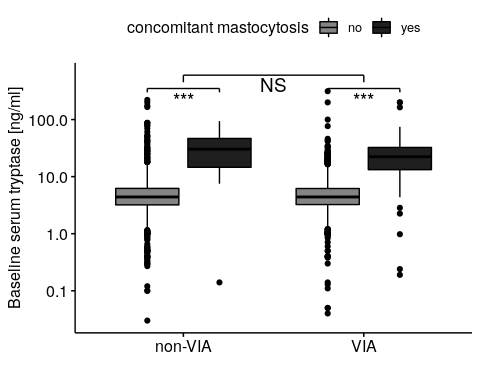 concomitant mastocytosis no yes
NS
*** ***
Baseline serum tryptase [ng/ml]
100.0
10.0
1.0
0.1
non-VIA VIA